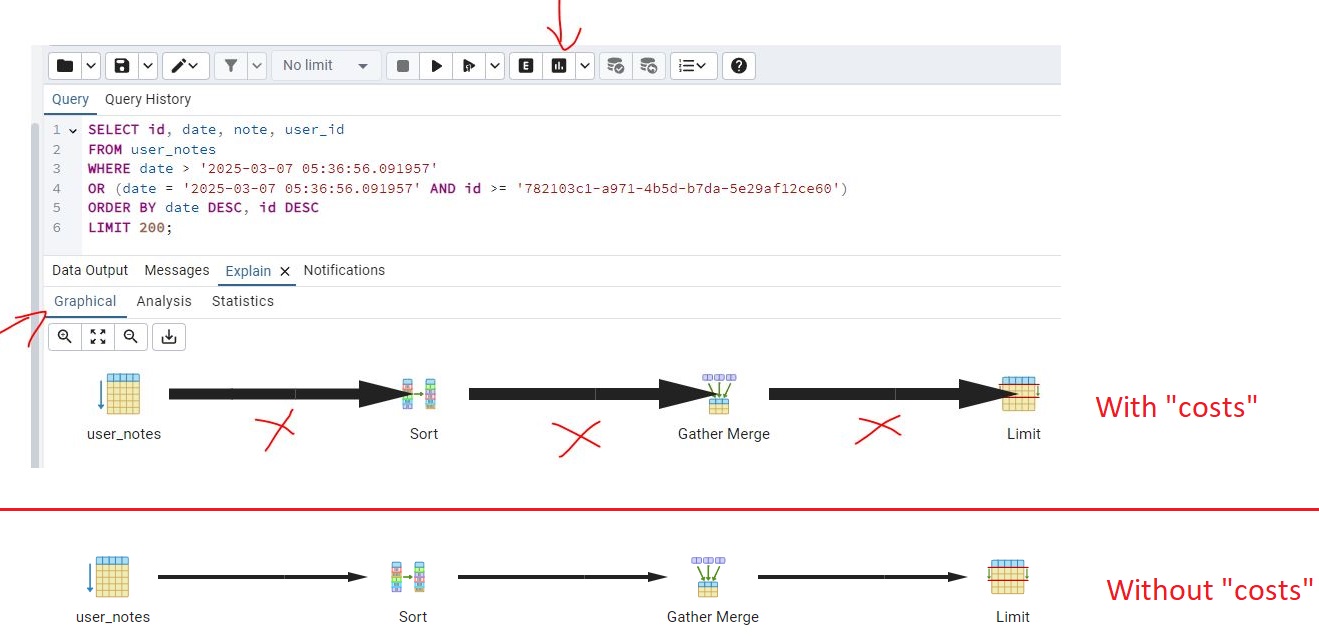 No limit
E
Query Query History
1 SELECT id, date, note, user_id
2 FROM user_notes
3 WHERE date > '2025-03-07 05:36:56.091957'
4 OR (date = '2025-03-07 05:36:56.091957' AND id >= '782103c1-a971-4b5d-b7da-5e29af12ce60')
5 ORDER BY date DESC, id DESC
6 LIMIT 200;
Data Output Messages Explain Notifications
Graphical Analysis Statistics
With "costs"
user_notes Sort Gather Merge Limit
Without "costs"
user_notes Sort Gather Merge Limit